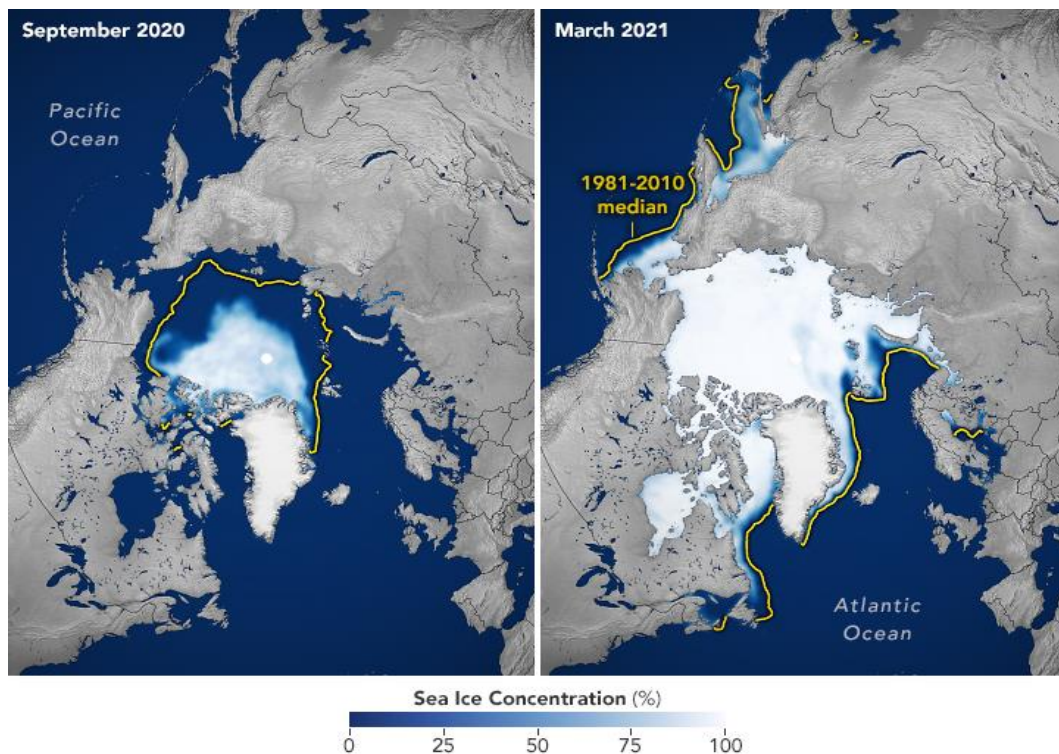 September 2020
Pacific
Ocean
March 2021
1981-2010
median
Atlantic
Ocean
Sea Ice Concentration (%)
0 25 50 75 100